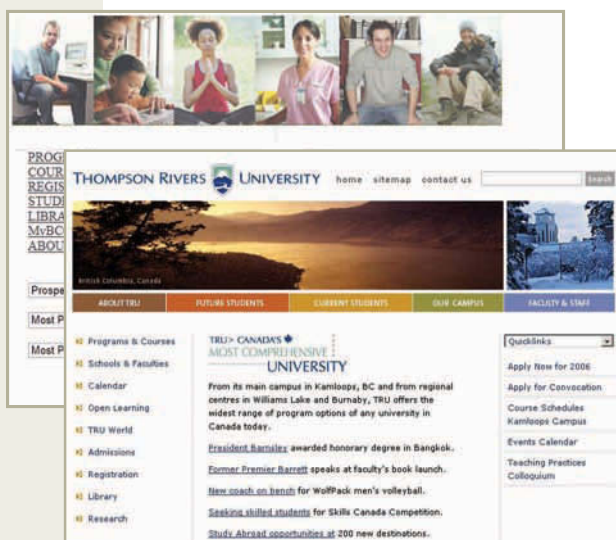 PROG
COUR
REGIS
STUDE
LIBRA
MyBC
ABOU
Prospe
Most P
Most P
THOMPSON RIVERS UNIVERSITY
home sitemap contact us
Search
British Columbia, Canada
ABOUT TRU
FUTURE STUDENTS
CURRENT STUDENTS
OUR CAMPUS
FACULTY & STAFF
Programs & Courses
Schools & Faculties
Calendar
Open Learning
TRU World
Admissions
Registration
Library
Research
TRU> CANADA'S
MOST COMPREHENSIVE
UNIVERSITY
From its main campus in Kamloops, BC and from regional
centres in Williams Lake and Burnaby, TRU offers the
widest range of program options of any university in
Canada today.
President Barnsley awarded honorary degree in Bangkok.
Former Premier Barrett speaks at faculty's book launch.
New coach on bench for WolfPack men's volleyball.
Seeking skilled students for Skills Canada Competition.
Study Abroad opportunities at 200 new destinations.
Quicklinks
Apply Now for 2006
Apply for Convocation
Course Schedules
Kamloops Campus
Events Calendar
Teaching Practices
Colloquium